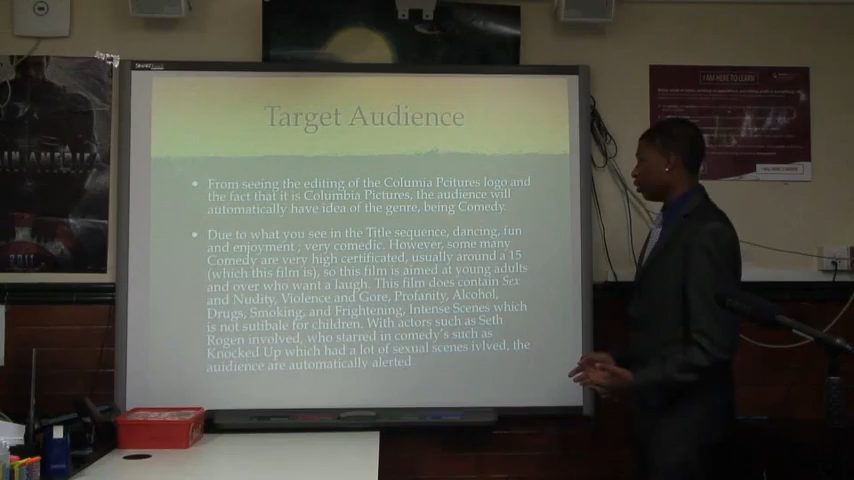 SMART
Target Audience
From seeing the editing of the Columia Pcitures logo and
the fact that it is Columbia Pictures, the audience will
automatically have idea of the genre, being Comedy.
Due to what you see in the Title sequence, dancing, fun
and enjoyment ; very comedic. However, some many
Comedy are very high certificated, usually around a 15
(which this film is), so this film is aimed at young adults
and over who want a laugh. This film does contain Sex
and Nudity, Violence and Gore, Profanity, Alcohol,
Drugs, Smoking, and Frightening, Intense Scenes which
is not sutibale for children. With actors such as Seth
Rogen involved, who starred in comedy's such as
Knocked Up which had a lot of sexual scenes ivlved, the
auidience are automatically alerted
I AM HERE TO LEARN
IN AMERICA
2011